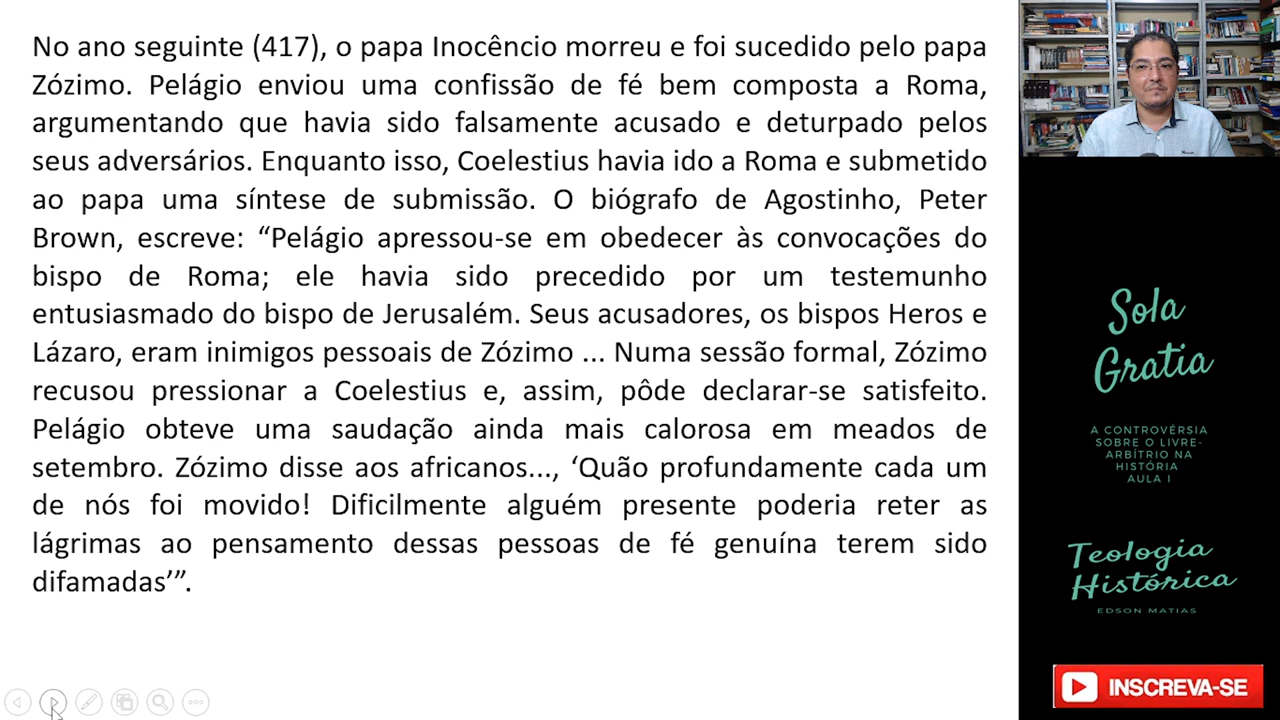 No ano seguinte (417), o papa Inocêncio morreu e foi sucedido pelo papa
Zózimo. Pelágio enviou uma confissão de fé bem composta a Roma,
argumentando que havia sido falsamente acusado e deturpado pelos
seus adversários. Enquanto isso, Coelestius havia ido a Roma e submetido
ao papa uma síntese de submissão. O biógrafo de Agostinho, Peter
Brown, escreve: “Pelágio apressou-se em obedecer às convocações do
bispo de Roma; ele havia sido precedido por um testemunho
entusiasmado do bispo de Jerusalém. Seus acusadores, os bispos Heros e
Lázaro, eram inimigos pessoais de Zózimo ... Numa sessão formal, Zózimo
recusou pressionar a Coelestius e, assim, pôde declarar-se satisfeito.
Pelágio obteve uma saudação ainda mais calorosa em meados de
setembro. Zózimo disse aos africanos..., ‘Quão profundamente cada um
de nós foi movido! Dificilmente alguém presente poderia reter as
lágrimas ao pensamento dessas pessoas de fé genuína terem sido
difamadas’”.
Sola
Gratia
A CONTROVÉRSIA
SOBRE O LIVRE-
ARBÍTRIO NA
HISTÓRIA
AULA I
Teologia
Histórica
EDSON MATIAS
INSCREVA-SE